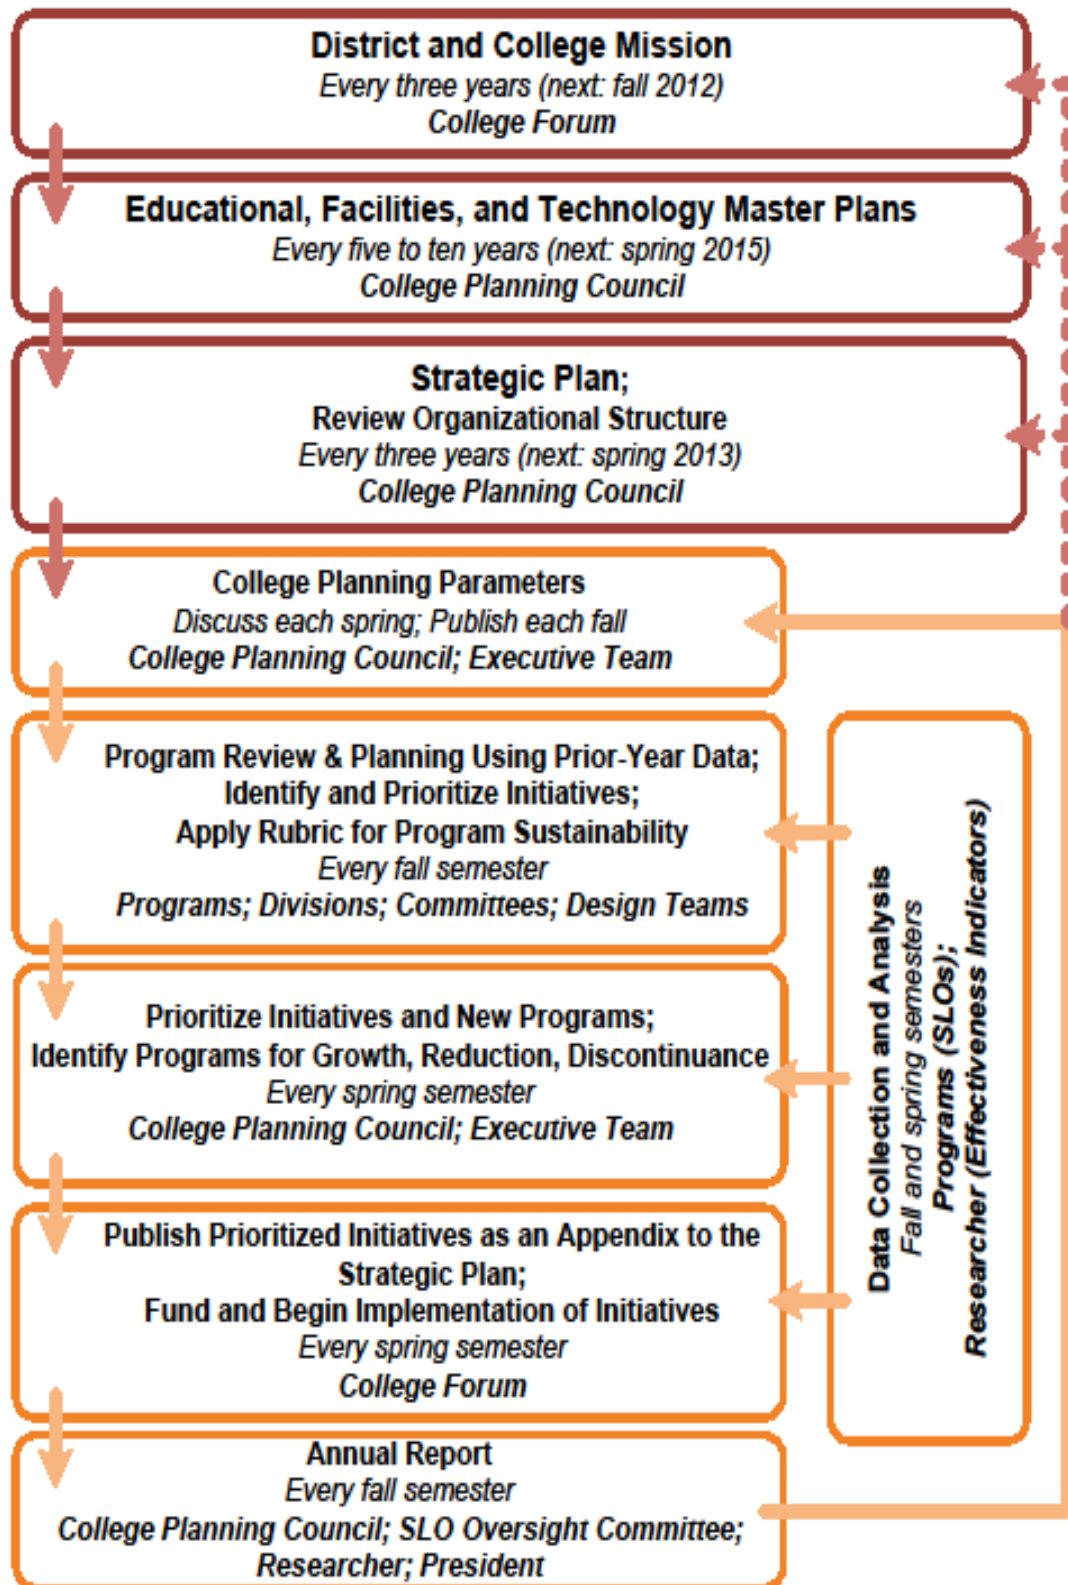 District and College Mission
Every three years (next: fall 2012)
College Forum
Educational, Facilities, and Technology Master Plans
Every five to ten years (next: spring 2015)
College Planning Council
Strategic Plan;
Review Organizational Structure
Every three years (next: spring 2013)
College Planning Council
College Planning Parameters
Discuss each spring; Publish each fall
College Planning Council; Executive Team
Program Review & Planning Using Prior-Year Data;
Identify and Prioritize Initiatives;
Apply Rubric for Program Sustainability
Every fall semester
Programs; Divisions; Committees; Design Teams
Prioritize Initiatives and New Programs;
Identify Programs for Growth, Reduction, Discontinuance
Every spring semester
College Planning Council; Executive Team
Publish Prioritized Initiatives as an Appendix to the
Strategic Plan;
Fund and Begin Implementation of Initiatives
Every spring semester
College Forum
Annual Report
Every fall semester
College Planning Council; SLO Oversight Committee;
Researcher; President
Data Collection and Analysis
Fall and spring semesters
Programs (SLOs);
Researcher (Effectiveness Indicators)